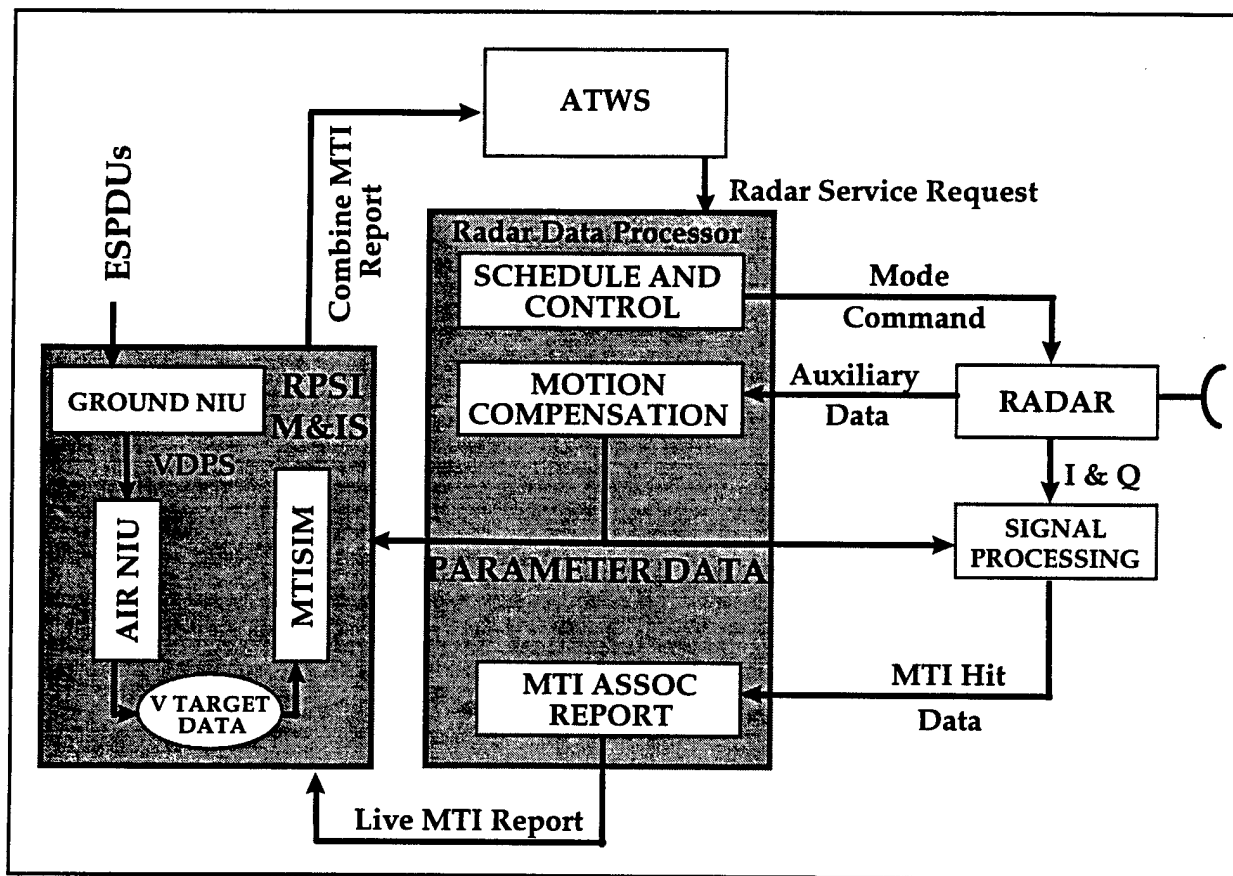 ATWS
ESPDUs
Combine MTI
Report
Radar Service Request
Radar Data Processor
SCHEDULE AND
CONTROL
Mode
Command
GROUND NIU
RPSI
M&IS
MOTION
COMPENSATION
Auxiliary
Data
RADAR
VDPS
I & Q
AIR NIU
MTISIM
SIGNAL
PROCESSING
PARAMETER DATA
V TARGET
DATA
MTI ASSOC
REPORT
MTI Hit
Data
Live MTI Report